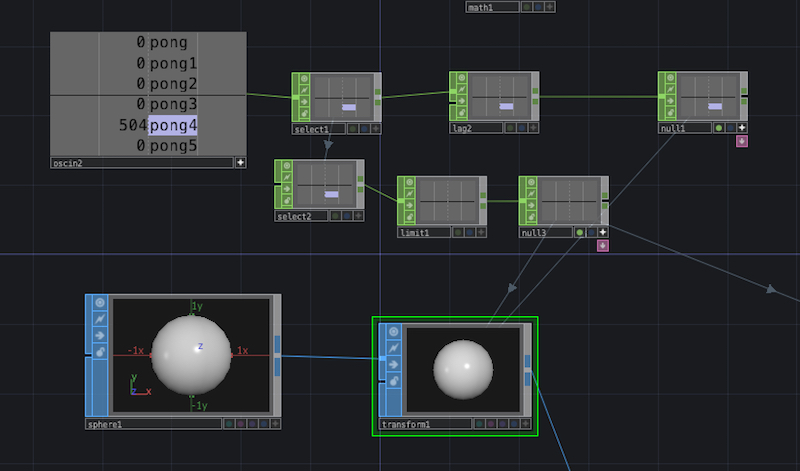 math1
0 pong
0 pong1
0 pong2
0 pong3
504 pong4
0 pong5
oscin2
select1
lag2
null1
select2
limit1
null3
1y
-1x
z
1x
y
z
x
-1y
sphere1
transform1